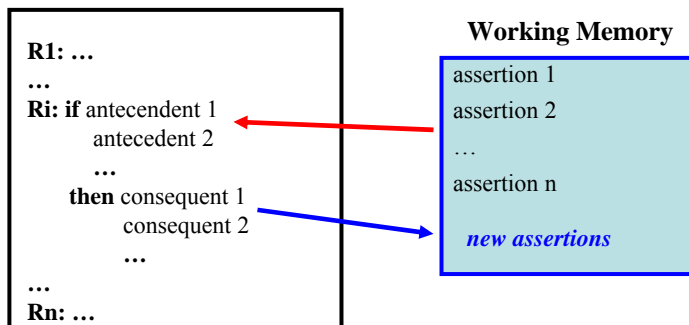 R1: …
…
Ri: if antecendent 1
antecedent 2
…
then consequent 1
consequent 2
…
…
Rn: …
Working Memory
assertion 1
assertion 2
…
assertion n
new assertions